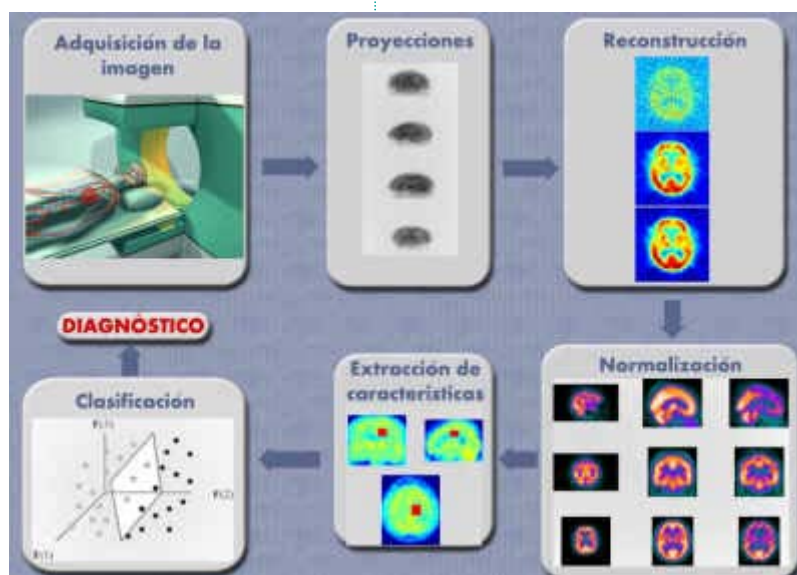 Adquisición de la
imagen
Proyecciones
Reconstrucción
Normalización
Extracción de
características
Clasificación
DIAGNÓSTICO